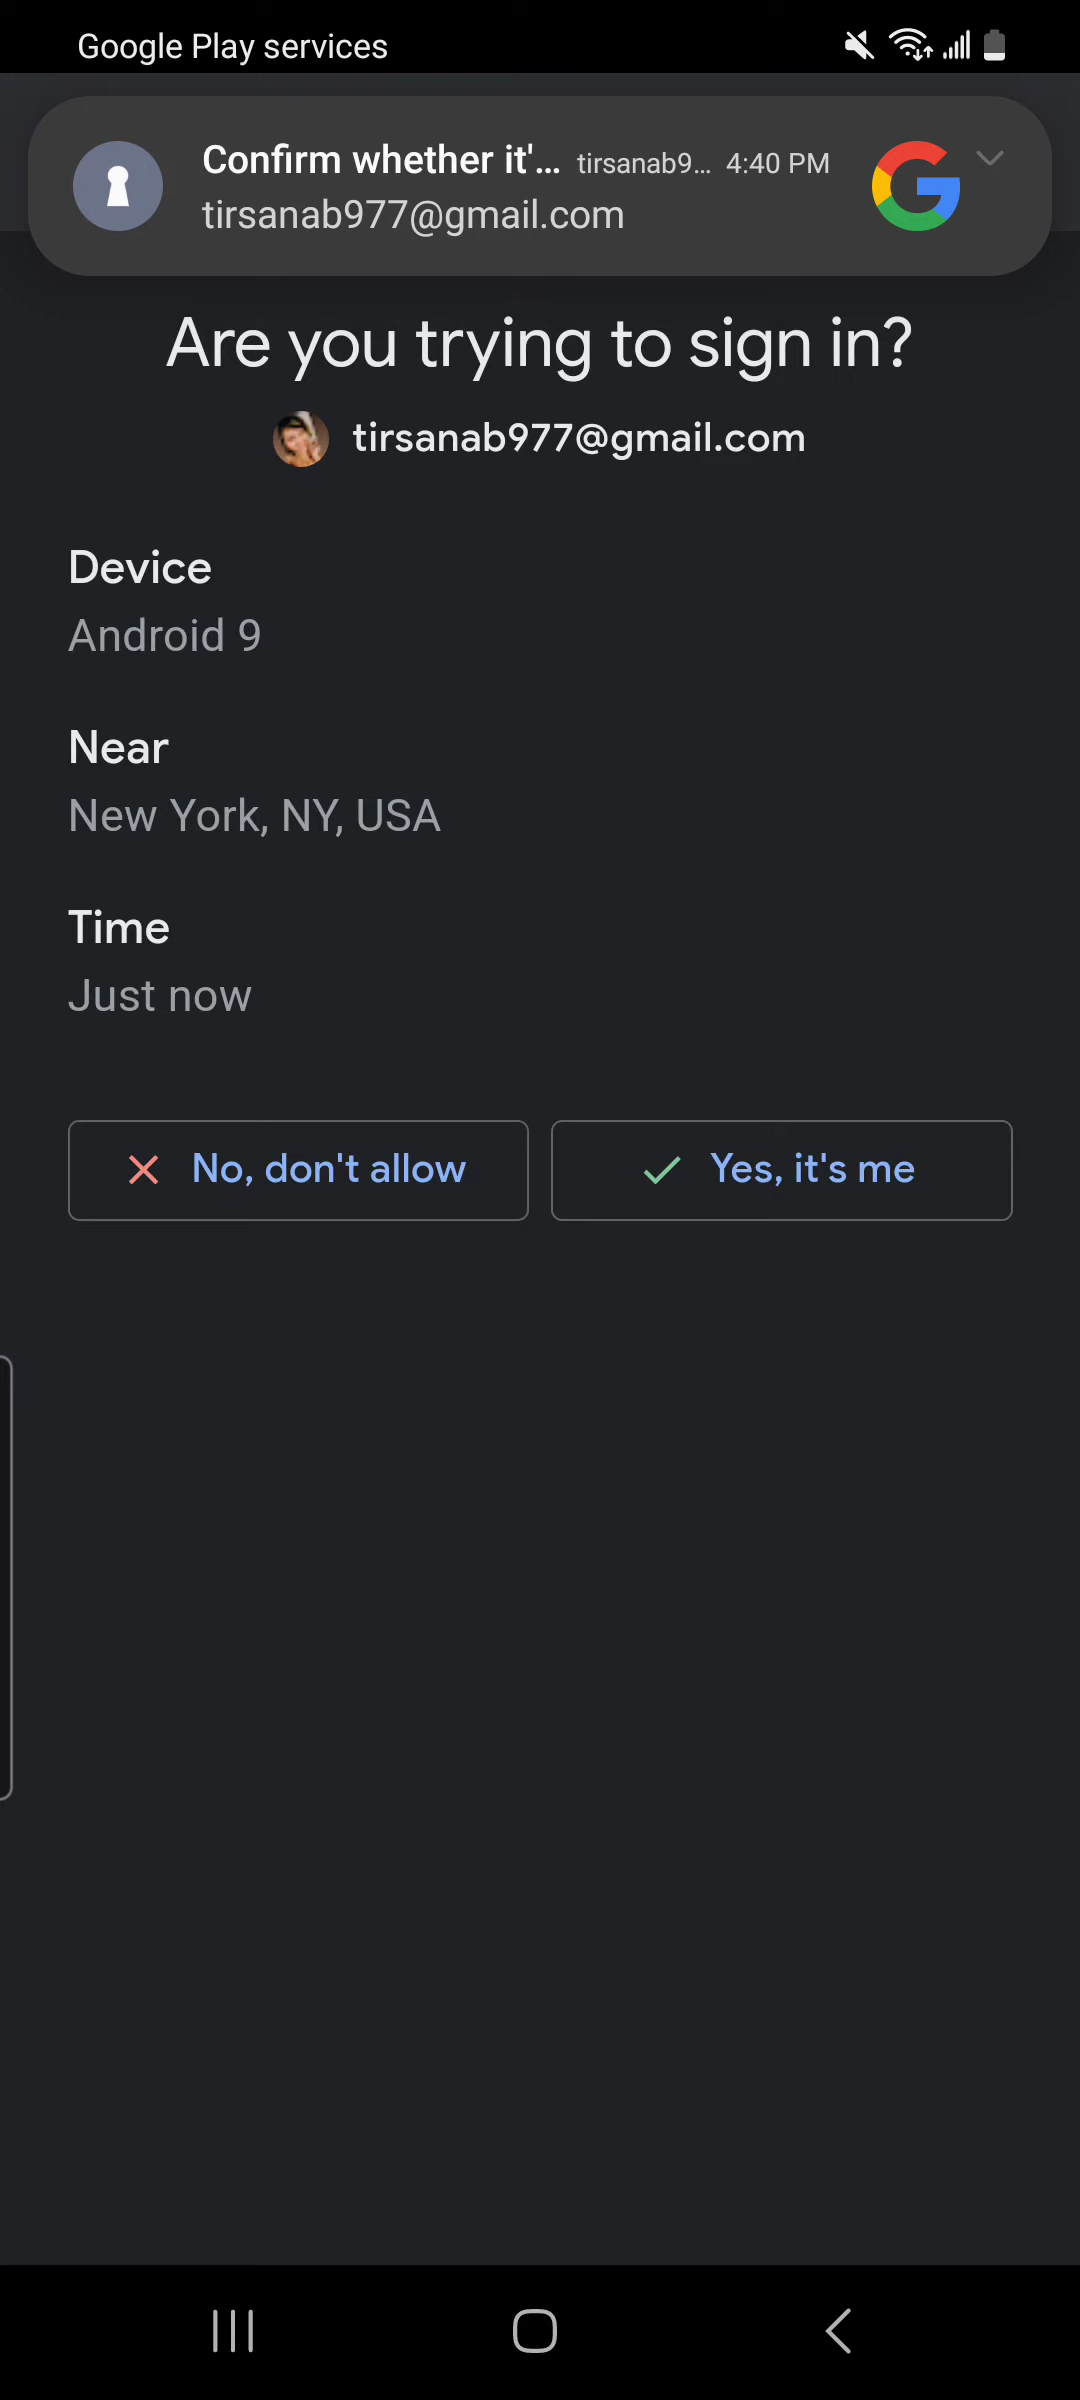 Google Play services
Confirm whether it'... tirsanab9... 4:40 PM
tirsanab977@gmail.com
Are you trying to sign in?
tirsanab977@gmail.com
Device
Android 9
Near
New York, NY, USA
Time
Just now
No, don't allow
Yes, it's me